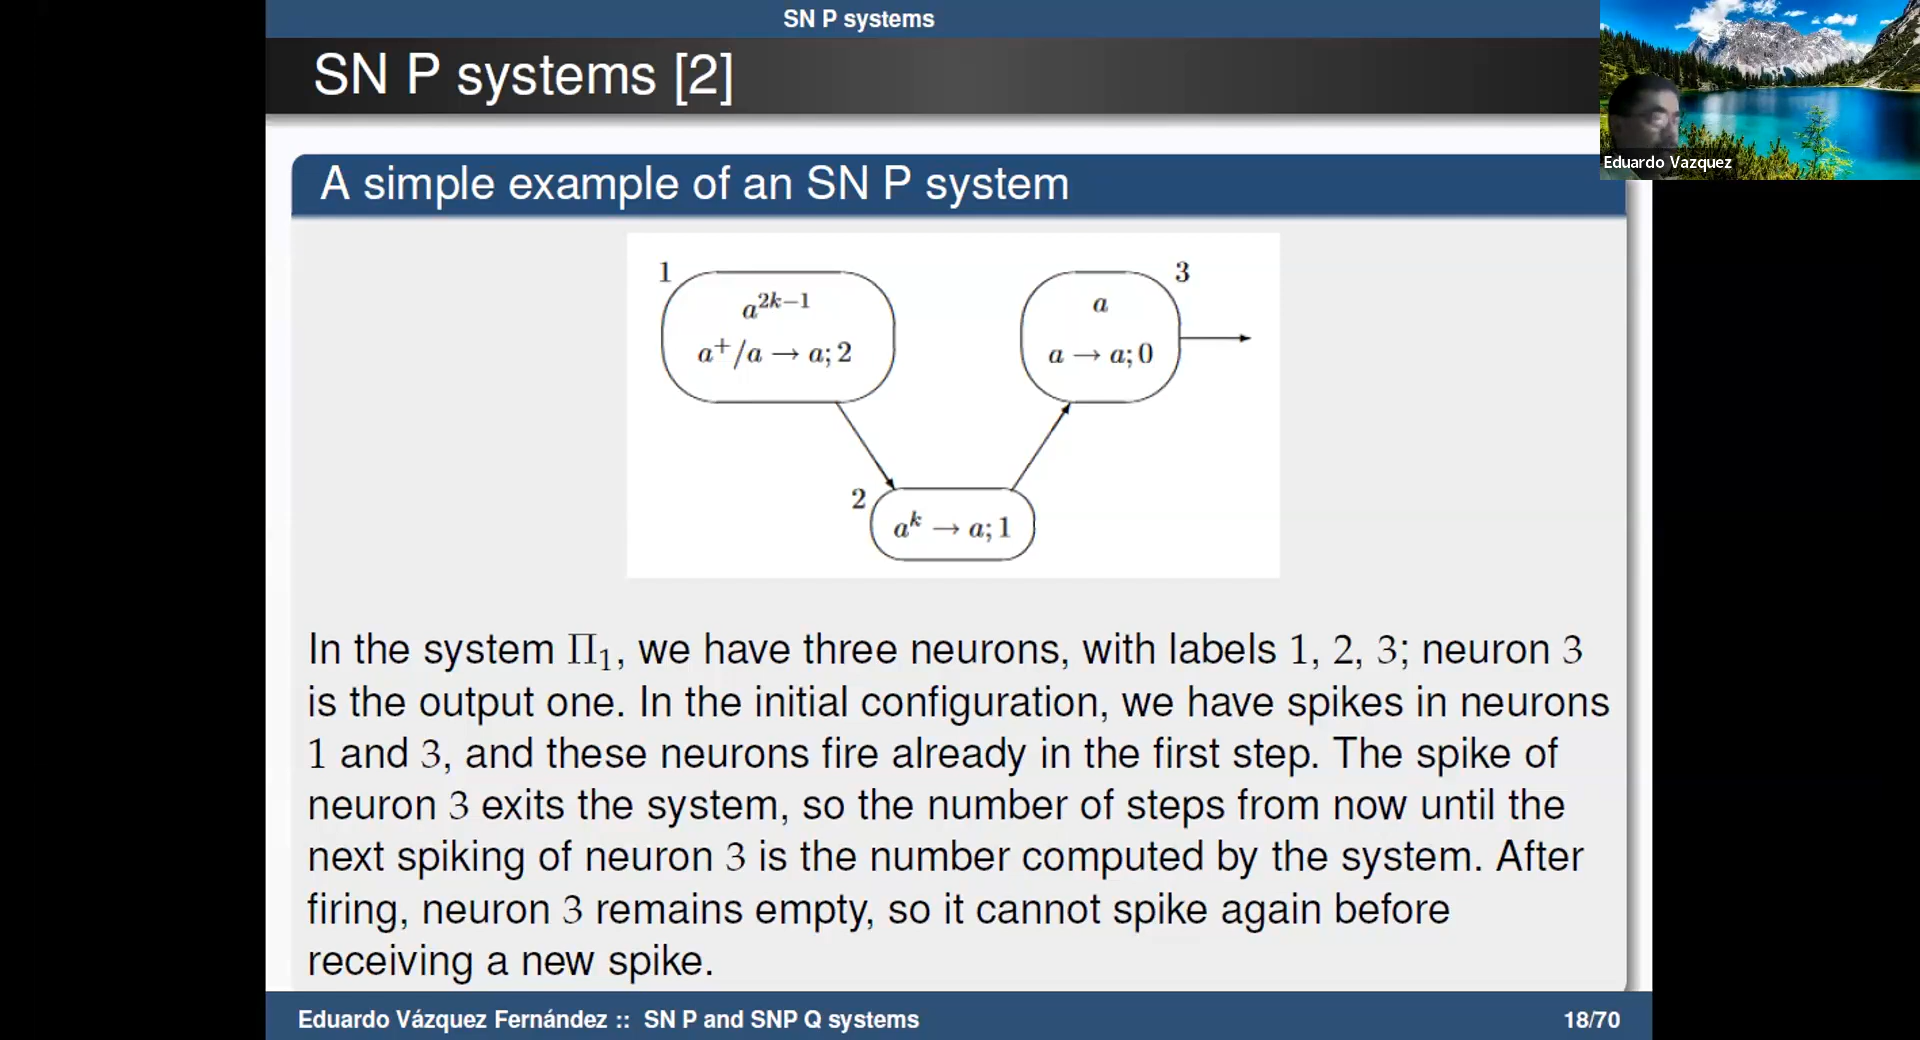 SN P systems
SN P systems [2]
Eduardo Vazquez
A simple example of an SN P system
1
a^{2k−1}
a^+/a → a; 2
3
a
a → a; 0
2
a^k → a; 1
In the system Π₁, we have three neurons, with labels 1, 2, 3; neuron 3
is the output one. In the initial configuration, we have spikes in neurons
1 and 3, and these neurons fire already in the first step. The spike of
neuron 3 exits the system, so the number of steps from now until the
next spiking of neuron 3 is the number computed by the system. After
firing, neuron 3 remains empty, so it cannot spike again before
receiving a new spike.
Eduardo Vázquez Fernández :: SN P and SNP Q systems
18/70